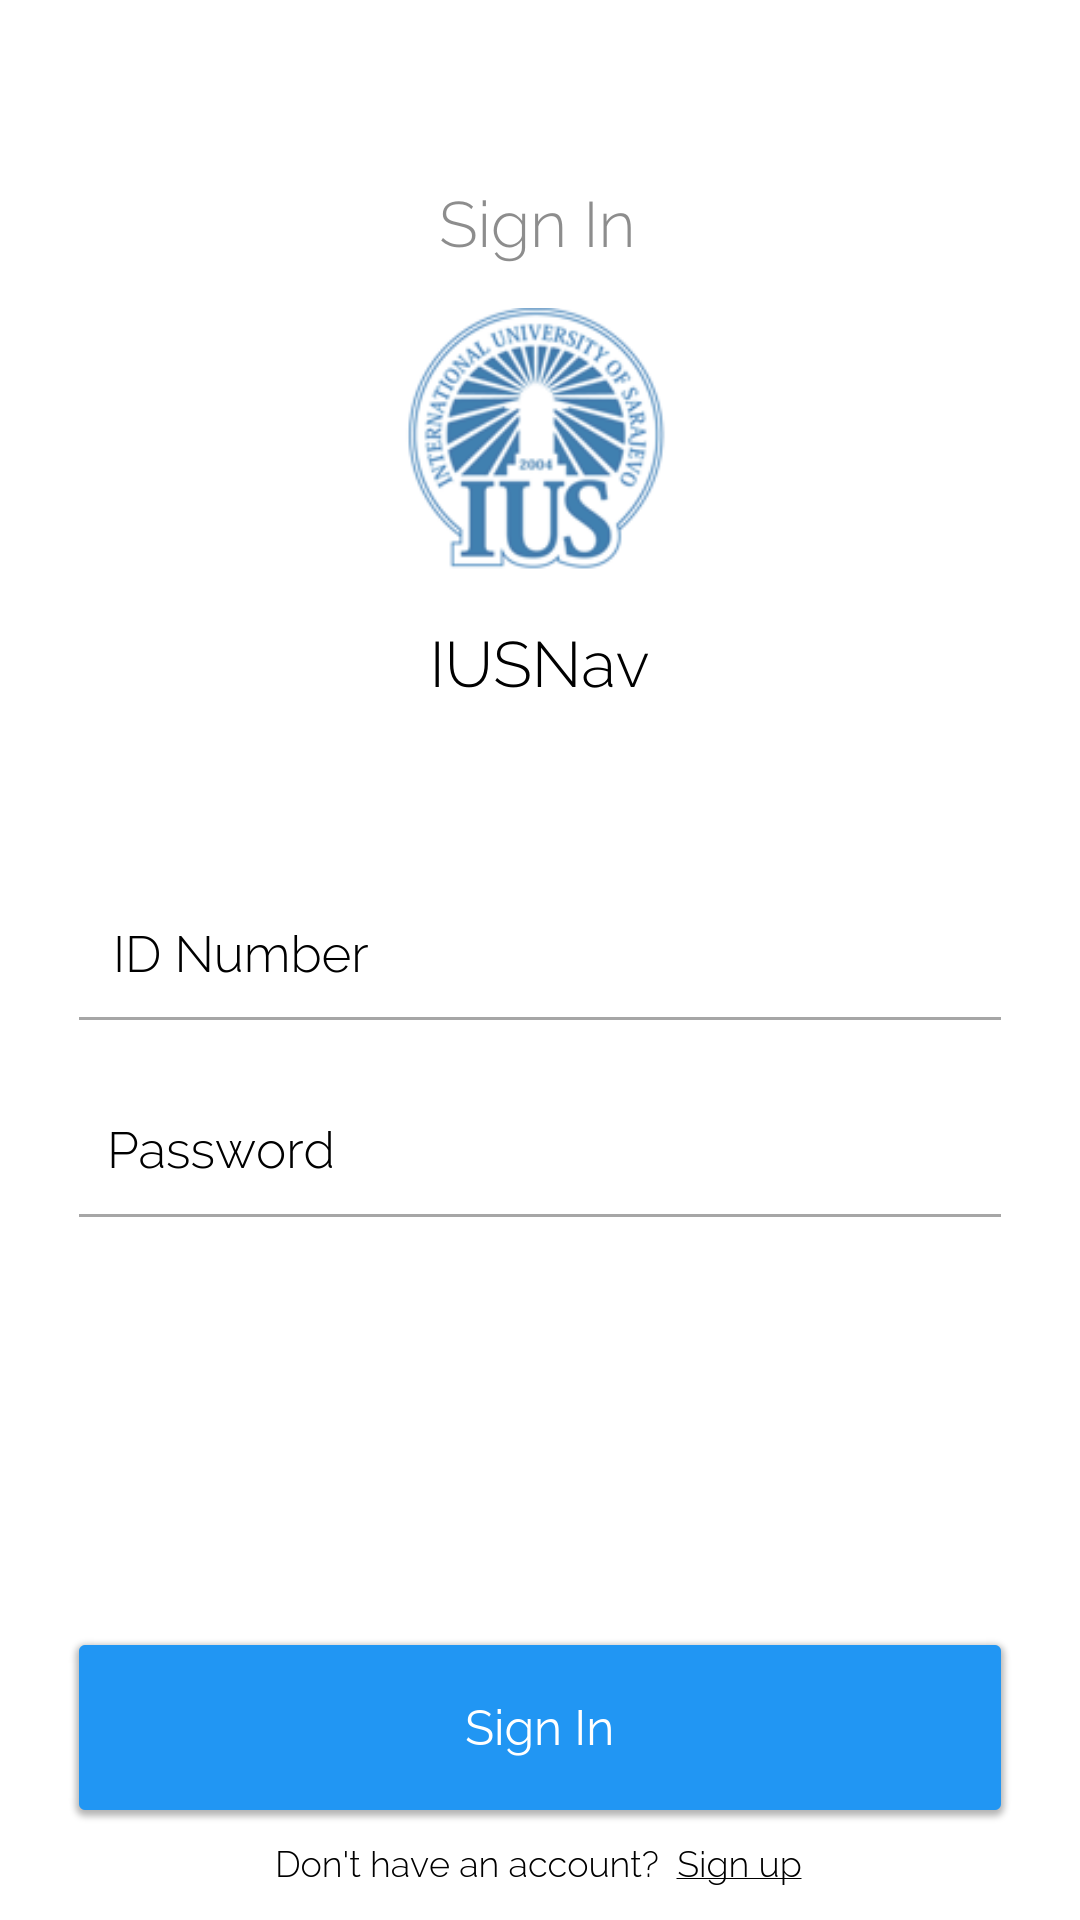 Sign In
INTERNATIONAL UNIVERSITY OF SARAJEVO
2004
IUS
IUSNav
ID Number
Password
Sign In
Don't have an account? Sign up